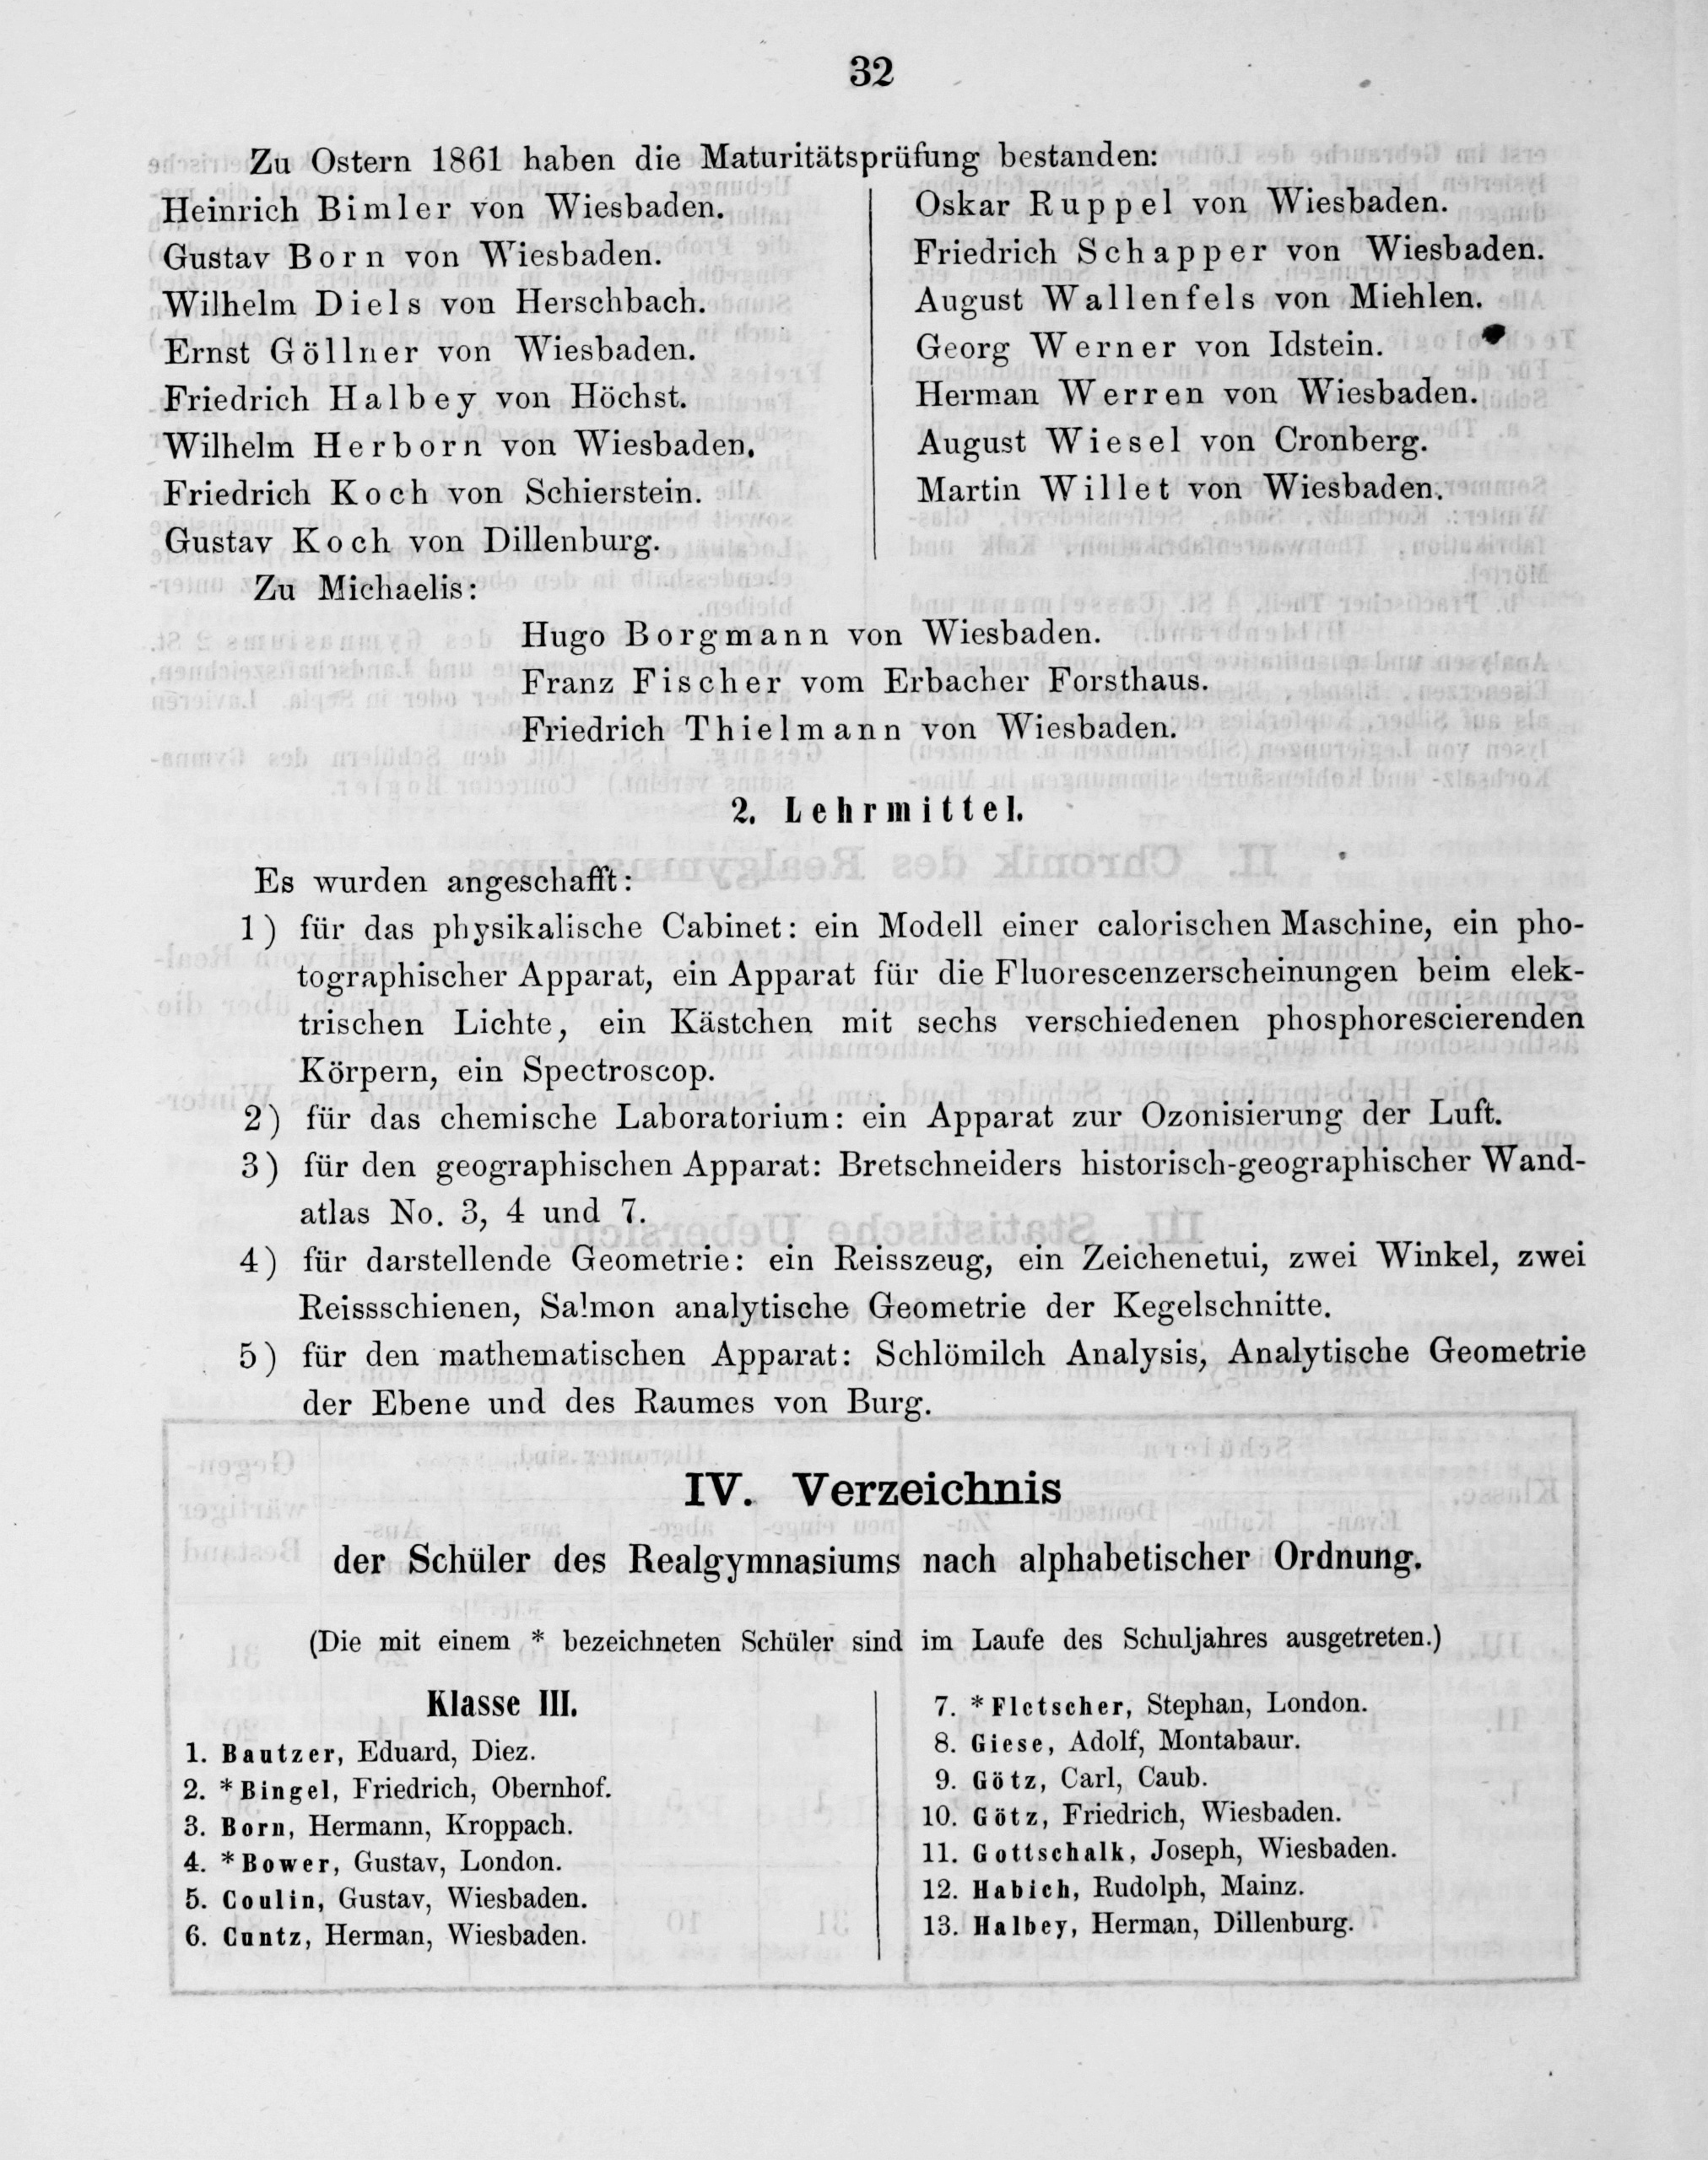 32
Zu Ostern 1861 haben die Maturitätsprüfung bestanden:
Heinrich Bimler von Wiesbaden.
Gustav Born von Wiesbaden.
Wilhelm Diels von Herschbach.
Ernst Göllner von Wiesbaden.
Friedrich Halbey von Höchst.
Wilhelm Herborn von Wiesbaden.
Friedrich Koch von Schierstein.
Gustav Koch von Dillenburg.
Oskar Ruppel von Wiesbaden.
Friedrich Schapper von Wiesbaden.
August Wallenfels von Miehlen.
Georg Werner von Idstein.
Herman Werren von Wiesbaden.
August Wiesel von Cronberg.
Martin Willet von Wiesbaden.
Zu Michaelis:
Hugo Borgmann von Wiesbaden.
Franz Fischer vom Erbacher Forsthaus.
Friedrich Thielmann von Wiesbaden.
2. Lehrmittel.
Es wurden angeschafft:
1) für das physikalische Cabinet: ein Modell einer calorischen Maschine, ein pho-
tographischer Apparat, ein Apparat für die Fluorescenzerscheinungen beim elek-
trischen Lichte, ein Kästchen mit sechs verschiedenen phosphorescierenden
Körpern, ein Spectroscop.
2) für das chemische Laboratorium: ein Apparat zur Ozonisierung der Luft.
3) für den geographischen Apparat: Bretschneiders historisch-geographischer Wand-
atlas No. 3, 4 und 7.
4) für darstellende Geometrie: ein Reisszeug, ein Zeichenetui, zwei Winkel, zwei
Reissschienen, Salmon analytische Geometrie der Kegelschnitte.
5) für den mathematischen Apparat: Schlömilch Analysis, Analytische Geometrie
der Ebene und des Raumes von Burg.
IV. Verzeichnis
der Schüler des Realgymnasiums nach alphabetischer Ordnung.
(Die mit einem * bezeichneten Schüler sind im Laufe des Schuljahres ausgetreten.)
Klasse III.
1. Bautzer, Eduard, Diez.
2. *Bingel, Friedrich, Obernhof.
3. Born, Hermann, Kroppach.
4. *Bower, Gustav, London.
5. Coulin, Gustav, Wiesbaden.
6. Cuntz, Herman, Wiesbaden.
7. *Fletscher, Stephan, London.
8. Giese, Adolf, Montabaur.
9. Götz, Carl, Caub.
10. Götz, Friedrich, Wiesbaden.
11. Gottschalk, Joseph, Wiesbaden.
12. Habich, Rudolph, Mainz.
13. Halbey, Herman, Dillenburg.